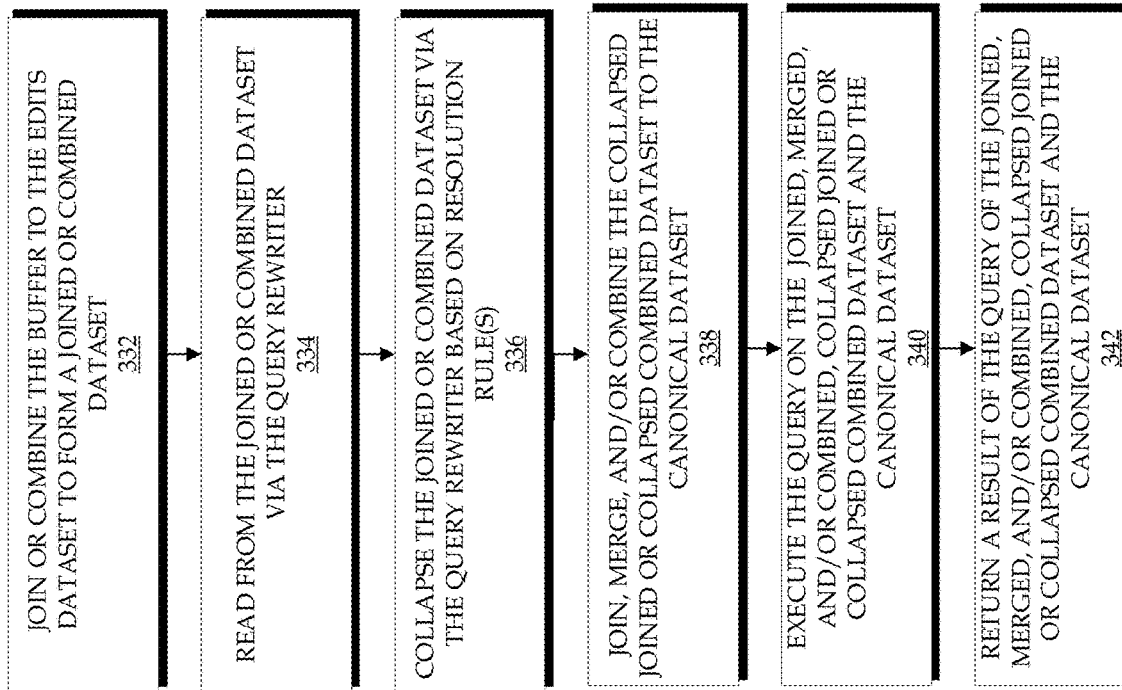 JOIN OR COMBINE THE BUFFER TO THE EDITS
DATASET TO FORM A JOINED OR COMBINED
DATASET
332
READ FROM THE JOINED OR COMBINED DATASET
VIA THE QUERY REWRITER
334
COLLAPSE THE JOINED OR COMBINED DATASET VIA
THE QUERY REWRITER BASED ON RESOLUTION
RULE(S)
336
JOIN, MERGE, AND/OR COMBINE THE COLLAPSED
JOINED OR COLLAPSED COMBINED DATASET TO THE
CANONICAL DATASET
338
EXECUTE THE QUERY ON THE JOINED, MERGED,
AND/OR COMBINED, COLLAPSED JOINED OR
COLLAPSED COMBINED DATASET AND THE
CANONICAL DATASET
340
RETURN A RESULT OF THE QUERY OF THE JOINED,
MERGED, AND/OR COMBINED, COLLAPSED JOINED
OR COLLAPSED COMBINED DATASET AND THE
CANONICAL DATASET
342